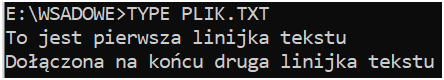 E:\WSADOWE>TYPE PLIK.TXT
To jest pierwsza linijka tekstu
Dołączona na końcu druga linijka tekstu